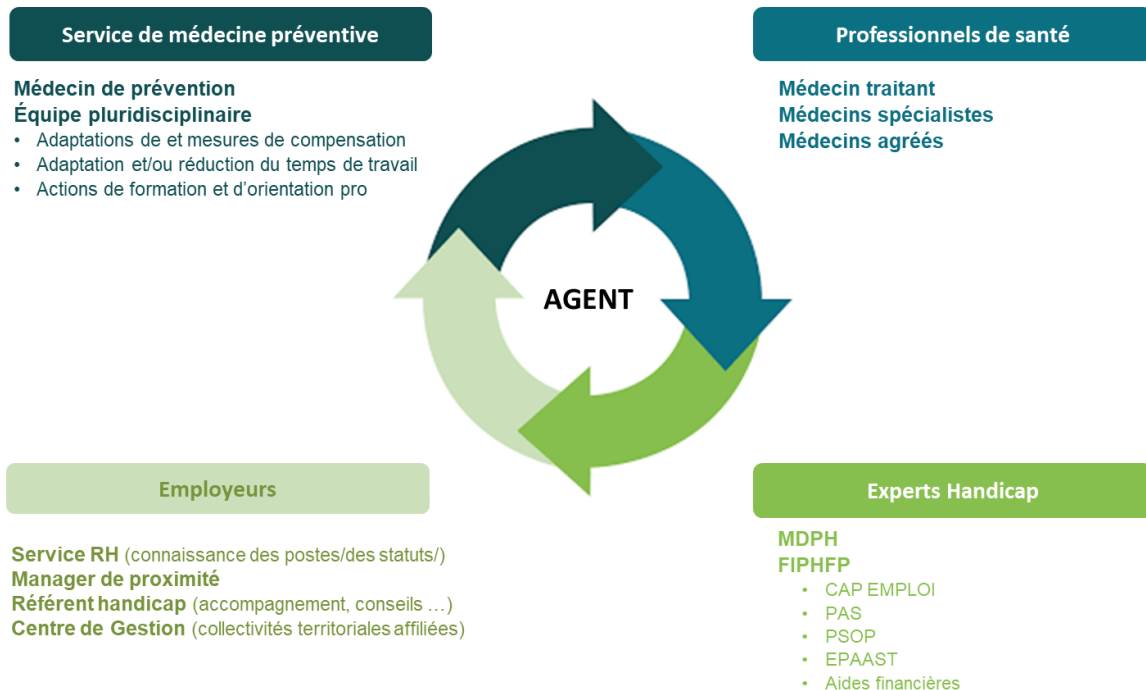 Service de médecine préventive
Médecin de prévention
Équipe pluridisciplinaire
• Adaptations de et mesures de compensation
• Adaptation et/ou réduction du temps de travail
• Actions de formation et d'orientation pro
Professionnels de santé
Médecin traitant
Médecins spécialistes
Médecins agréés
AGENT
Employeurs
Service RH (connaissance des postes/des statuts/)
Manager de proximité
Référent handicap (accompagnement, conseils …)
Centre de Gestion (collectivités territoriales affiliées)
Experts Handicap
MDPH
FIPHFP
• CAP EMPLOI
• PAS
• PSOP
• EPAAST
• Aides financières